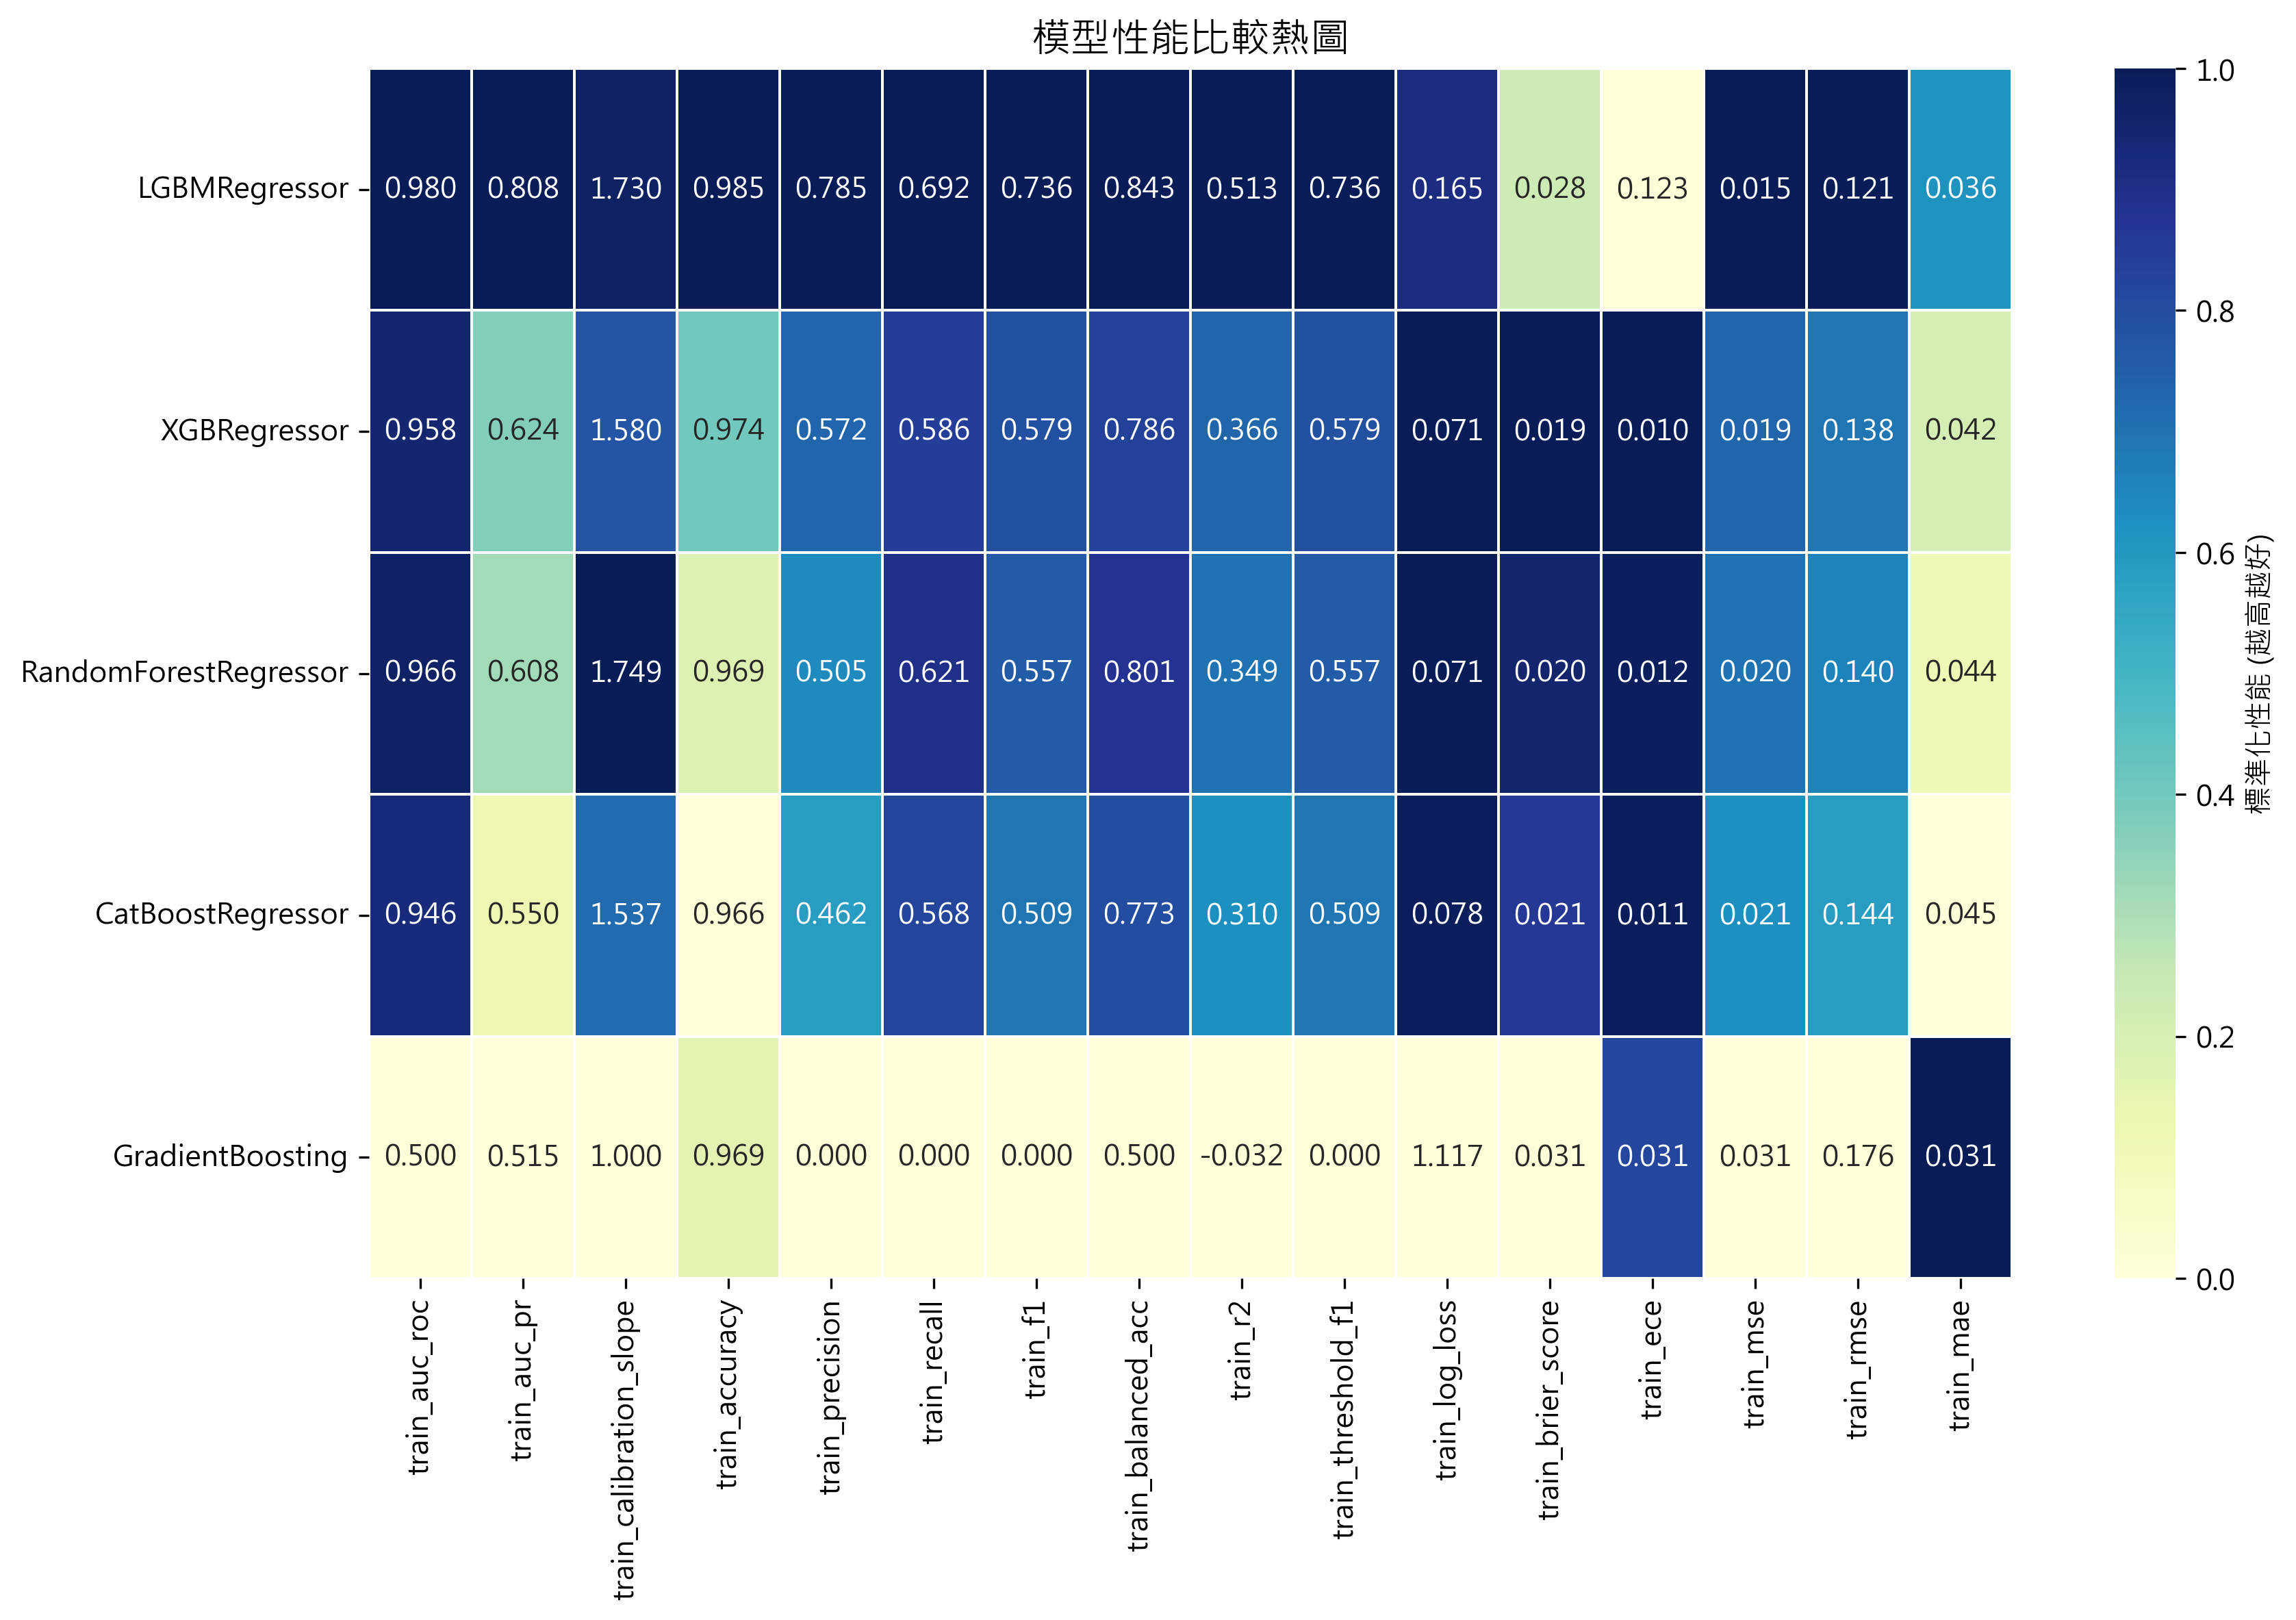 模型性能比較熱圖
LGBMRegressor
0.980 0.808 1.730 0.985 0.785 0.692 0.736 0.843 0.513 0.736 0.165 0.028 0.123 0.015 0.121 0.036
XGBRegressor
0.958 0.624 1.580 0.974 0.572 0.586 0.579 0.786 0.366 0.579 0.071 0.019 0.010 0.019 0.138 0.042
RandomForestRegressor
0.966 0.608 1.749 0.969 0.505 0.621 0.557 0.801 0.349 0.557 0.071 0.020 0.012 0.020 0.140 0.044
CatBoostRegressor
0.946 0.550 1.537 0.966 0.462 0.568 0.509 0.773 0.310 0.509 0.078 0.021 0.011 0.021 0.144 0.045
GradientBoosting
0.500 0.515 1.000 0.969 0.000 0.000 0.000 0.500 -0.032 0.000 1.117 0.031 0.031 0.031 0.176 0.031
train_auc_roc
train_auc_pr
train_calibration_slope
train_accuracy
train_precision
train_recall
train_f1
train_balanced_acc
train_r2
train_threshold_f1
train_log_loss
train_brier_score
train_ece
train_mse
train_rmse
train_mae
1.0
0.8
0.6
0.4
0.2
0.0
標準化性能 (越高越好)